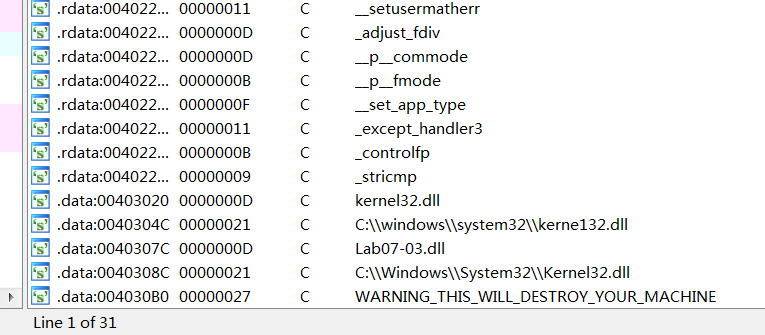 .rdata:004022... 00000011 C __setusermatherr
.rdata:004022... 0000000D C _adjust_fdiv
.rdata:004022... 0000000D C __p__commode
.rdata:004022... 0000000B C __p__fmode
.rdata:004022... 0000000F C __set_app_type
.rdata:004022... 00000011 C _except_handler3
.rdata:004022... 0000000B C _controlfp
.rdata:004022... 00000009 C _stricmp
.data:00403020 0000000D C kernel32.dll
.data:0040304C 00000021 C C:\\windows\\system32\\kerne132.dll
.data:0040307C 0000000D C Lab07-03.dll
.data:0040308C 00000021 C C:\\Windows\\System32\\Kernel32.dll
.data:004030B0 00000027 C WARNING_THIS_WILL_DESTROY_YOUR_MACHINE
Line 1 of 31